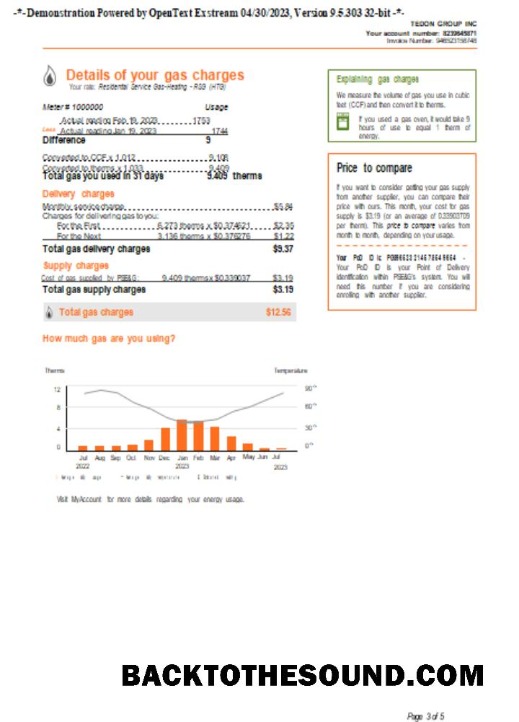 -*- Demonstration Powered by OpenText Exstream 04/30/2023, Version 9.5.303 32-bit -*-
TEDON GROUP INC
Your account number: 8239645871
Invoice Number:
Details of your gas charges
Your rate: Residential Service Gas-Heating - RSG (HTG)
Meter # 1000000 Usage
Actual reading Feb 19, 2023 1753
Less Actual reading Jan 19, 2023 1744
Difference 9
Converted to CCF x 1.012 9.108
Converted to therms x 1.033 9.409
Total gas you used in 31 days 9.409 therms
Delivery charges
Monthly service charge $5.84
Charges for delivering gas to you:
For the First 6.273 therms x $0.374621 $2.35
For the Next 3.136 therms x $0.376276 $1.22
Total gas delivery charges $9.37
Supply charges
Cost of gas supplied by PSE&G 9.409 therms x $0.339037 $3.19
Total gas supply charges $3.19
Total gas charges $12.56
How much gas are you using?
Therms Temperature
12
8
4
0
90°F
60°F
30°F
0°F
Jul Aug Sep Oct Nov Dec Jan Feb Mar Apr May Jun Jul
2022 2023 2023
Visit MyAccount for more details regarding your energy usage.
Explaining gas charges
We measure the volume of gas you use in cubic
feet (CCF) and then convert it to therms.
If you used a gas oven, it would take 9
hours of use to equal 1 therm of
energy.
Price to compare
If you want to consider getting your gas supply
from another supplier, you can compare their
price with ours. This month, your cost for gas
supply is $3.19 (or an average of 0.33903709
per therm). This price to compare varies from
month to month, depending on your usage.
Your PoD ID is -
Your PoD ID is your Point of Delivery
identification within PSE&G's system. You will
need this number if you are considering
enrolling with another supplier.
BACKTOTHESOUND.COM
Page 3 of 5